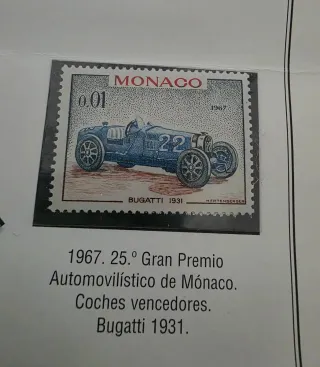 MONACO
0.01
1967
22
BUGATTI 1931
1967. 25.º Gran Premio
Automovilístico de Mónaco.
Coches vencedores.
Bugatti 1931.